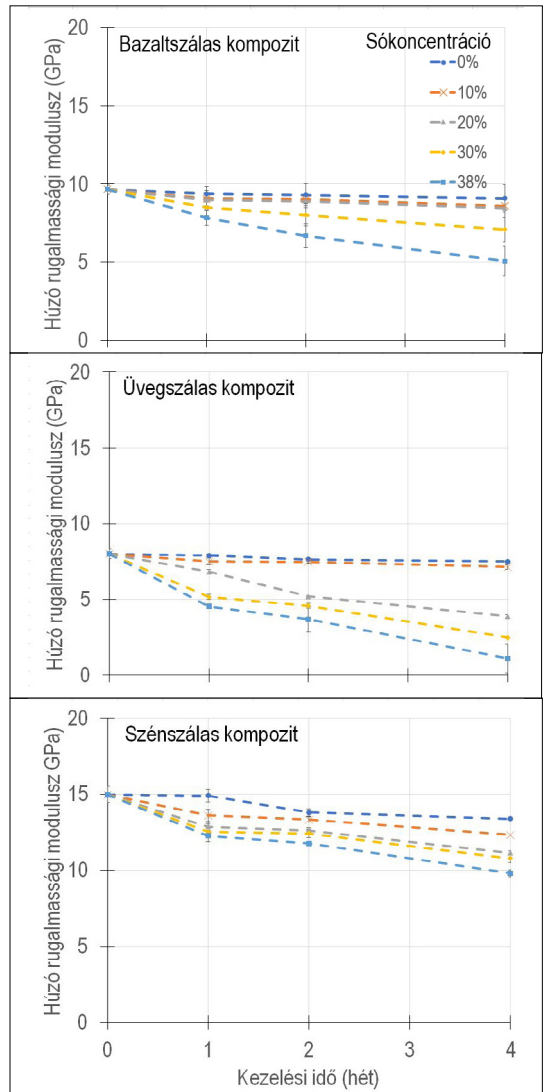 20
Bazaltszálas kompozit
Sókoncentráció
0%
10%
20%
30%
38%
15
10
5
0
Húzó rugalmassági modulusz (GPa)
20
Üvegszálas kompozit
15
10
5
0
Húzó rugalmassági modulusz (GPa)
20
Szénszálas kompozit
15
10
5
0
Húzó rugalmassági modulusz GPa)
0 1 2 3 4
Kezelési idő (hét)